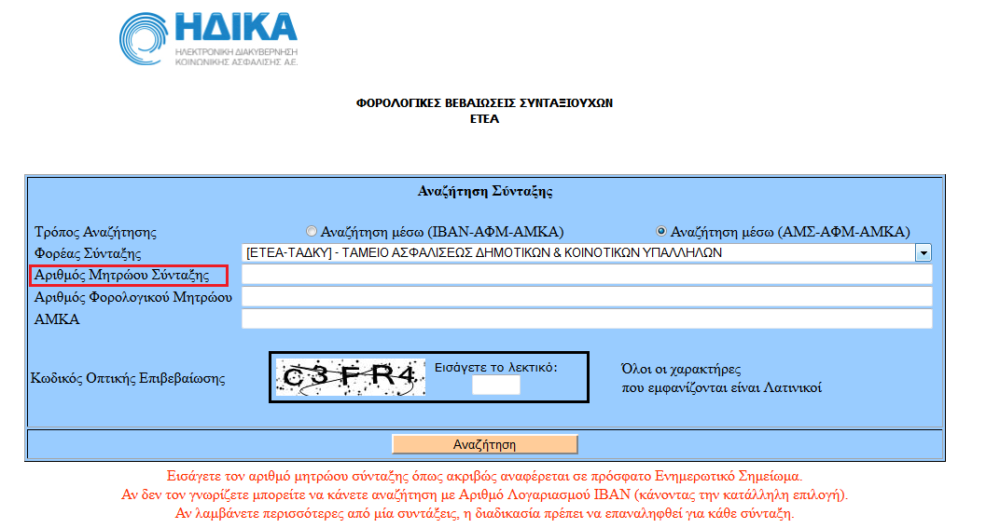 ΗΔΙΚΑ
ΗΛΕΚΤΡΟΝΙΚΗ ΔΙΑΚΥΒΕΡΝΗΣΗ
ΚΟΙΝΩΝΙΚΗΣ ΑΣΦΑΛΙΣΗΣ Α.Ε.
ΦΟΡΟΛΟΓΙΚΕΣ ΒΕΒΑΙΩΣΕΙΣ ΣΥΝΤΑΞΙΟΥΧΩΝ
ΕΤΕΑ
Αναζήτηση Σύνταξης
Τρόπος Αναζήτησης Αναζήτηση μέσω (ΙΒΑΝ-ΑΦΜ-ΑΜΚΑ) Αναζήτηση μέσω (ΑΜΣ-ΑΦΜ-ΑΜΚΑ)
Φορέας Σύνταξης [ΕΤΕΑ-ΤΑΔΚΥ] - ΤΑΜΕΙΟ ΑΣΦΑΛΙΣΕΩΣ ΔΗΜΟΤΙΚΩΝ & ΚΟΙΝΟΤΙΚΩΝ ΥΠΑΛΛΗΛΩΝ
Αριθμός Μητρώου Σύνταξης
Αριθμός Φορολογικού Μητρώου
ΑΜΚΑ
Κωδικός Οπτικής Επιβεβαίωσης C3FR4 Εισάγετε το λεκτικό: Όλοι οι χαρακτήρες
που εμφανίζονται είναι Λατινικοί
Αναζήτηση
Εισάγετε τον αριθμό μητρώου σύνταξης όπως ακριβώς αναφέρεται σε πρόσφατο Ενημερωτικό Σημείωμα.
Αν δεν τον γνωρίζετε μπορείτε να κάνετε αναζήτηση με Αριθμό Λογαριασμού ΙΒΑΝ (κάνοντας την κατάλληλη επιλογή).
Αν λαμβάνετε περισσότερες από μία συντάξεις, η διαδικασία πρέπει να επαναληφθεί για κάθε σύνταξη.